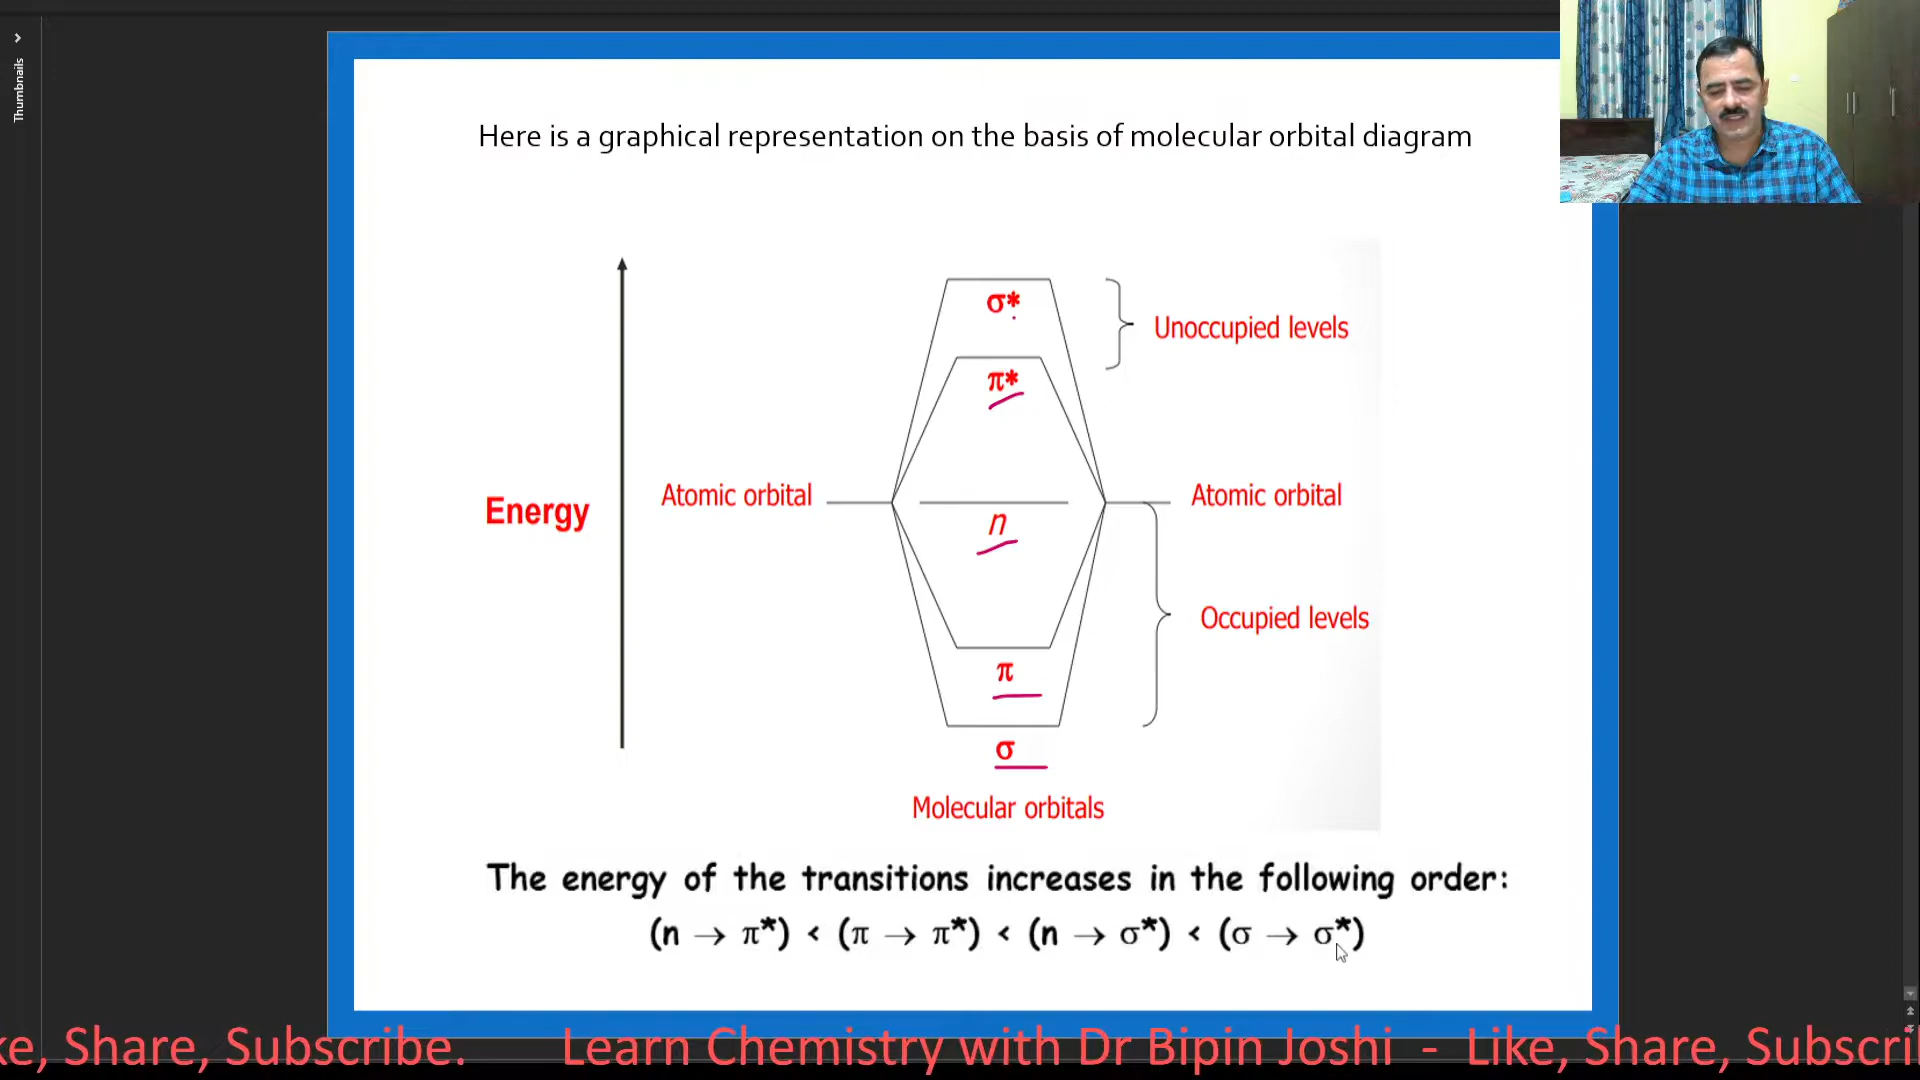 Thumbnails
Here is a graphical representation on the basis of molecular orbital diagram
σ*
Unoccupied levels
π*
Energy
Atomic orbital
Atomic orbital
n
Occupied levels
π
σ
Molecular orbitals
The energy of the transitions increases in the following order:
(n → π*) < (π → π*) < (n → σ*) < (σ → σ*)
ke, Share, Subscribe. Learn Chemistry with Dr Bipin Joshi - Like, Share, Subscri